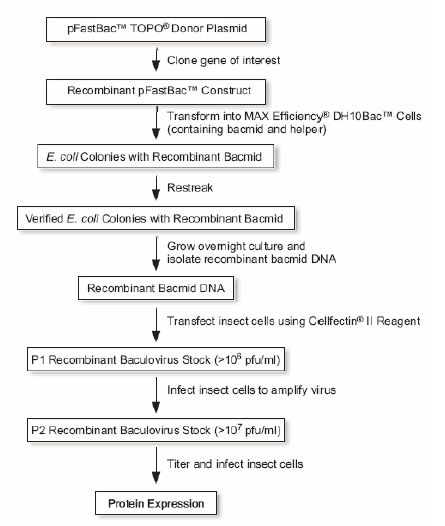 pFastBac™ TOPO® Donor Plasmid
Clone gene of interest
Recombinant pFastBac™ Construct
Transform into MAX Efficiency® DH10Bac™ Cells
(containing bacmid and helper)
E. coli Colonies with Recombinant Bacmid
Restreak
Verified E. coli Colonies with Recombinant Bacmid
Grow overnight culture and
isolate recombinant bacmid DNA
Recombinant Bacmid DNA
Transfect insect cells using Cellfectin® II Reagent
P1 Recombinant Baculovirus Stock (>10⁶ pfu/ml)
Infect insect cells to amplify virus
P2 Recombinant Baculovirus Stock (>10⁷ pfu/ml)
Titer and infect insect cells
Protein Expression